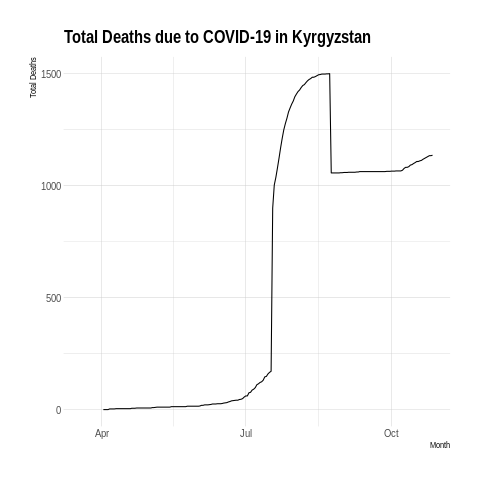 Total Deaths due to COVID-19 in Kyrgyzstan
Total Deaths
1500
1000
500
0
Apr
Jul
Oct
Month